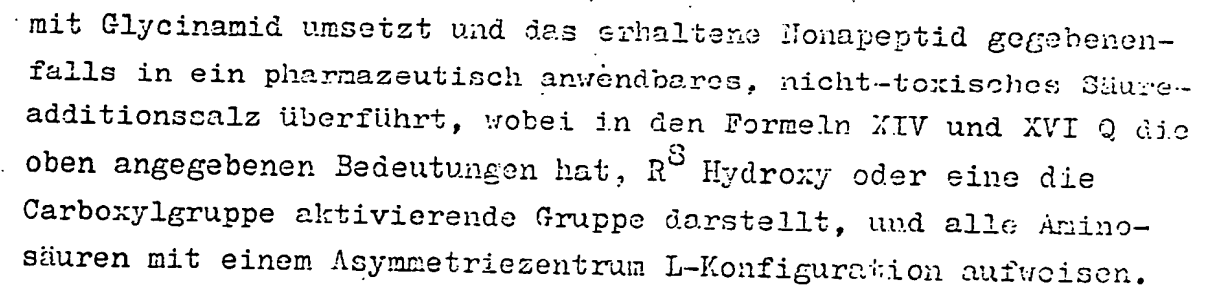 mit Glycinamid umsetzt und das erhaltene Nonapeptid gegebenen-
falls in ein pharmazeutisch anwendbares, nicht-toxisches Säure-
additionssalz überführt, wobei in den Formeln XIV und XVI Q die
oben angegebenen Bedeutungen hat, R^8 Hydroxy oder eine die
Carboxylgruppe aktivierende Gruppe darstellt, und alle Amino-
säuren mit einem Asymmetriezentrum L-Konfiguration aufweisen.